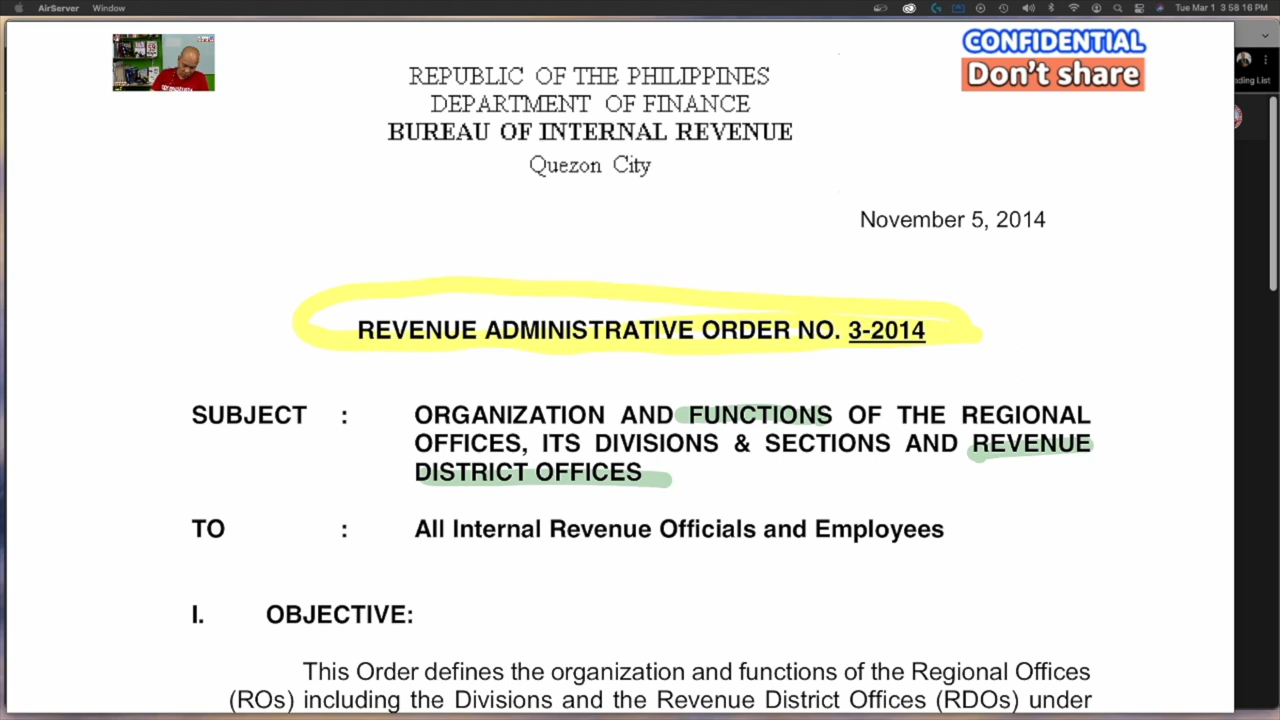 AirServer Window Tue Mar 1 3 58 16 PM
CONFIDENTIAL
Don't share
REPUBLIC OF THE PHILIPPINES
DEPARTMENT OF FINANCE
BUREAU OF INTERNAL REVENUE
Quezon City
ding List
November 5, 2014
REVENUE ADMINISTRATIVE ORDER NO. 3-2014
SUBJECT : ORGANIZATION AND FUNCTIONS OF THE REGIONAL
OFFICES, ITS DIVISIONS & SECTIONS AND REVENUE
DISTRICT OFFICES
TO : All Internal Revenue Officials and Employees
I. OBJECTIVE:
This Order defines the organization and functions of the Regional Offices
(ROs) including the Divisions and the Revenue District Offices (RDOs) under